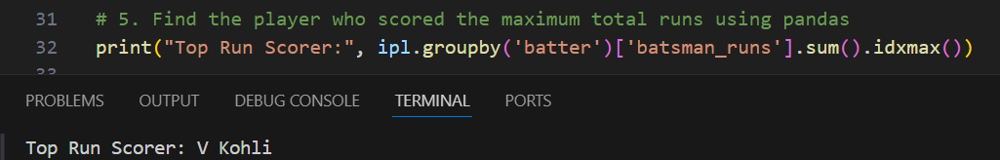 31 # 5. Find the player who scored the maximum total runs using pandas
32 print("Top Run Scorer:", ipl.groupby('batter')['batsman_runs'].sum().idxmax())
33
PROBLEMS OUTPUT DEBUG CONSOLE TERMINAL PORTS
Top Run Scorer: V Kohli